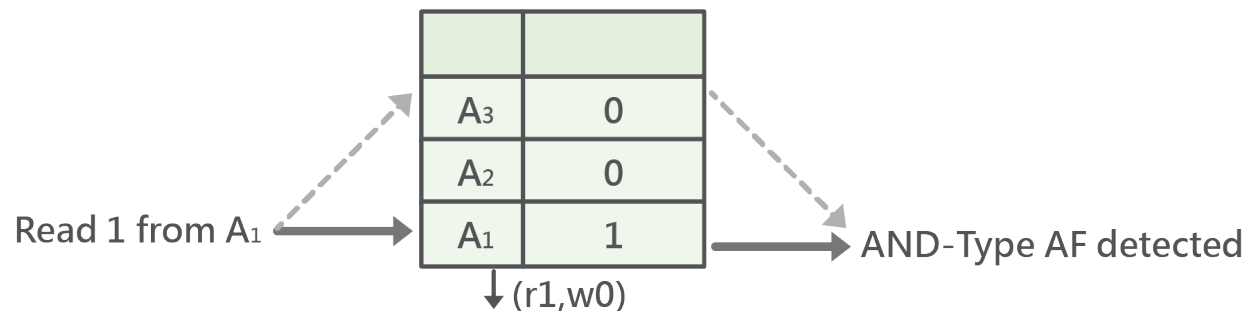 A3 0
A2 0
Read 1 from A1
A1 1
AND-Type AF detected
(r1,w0)